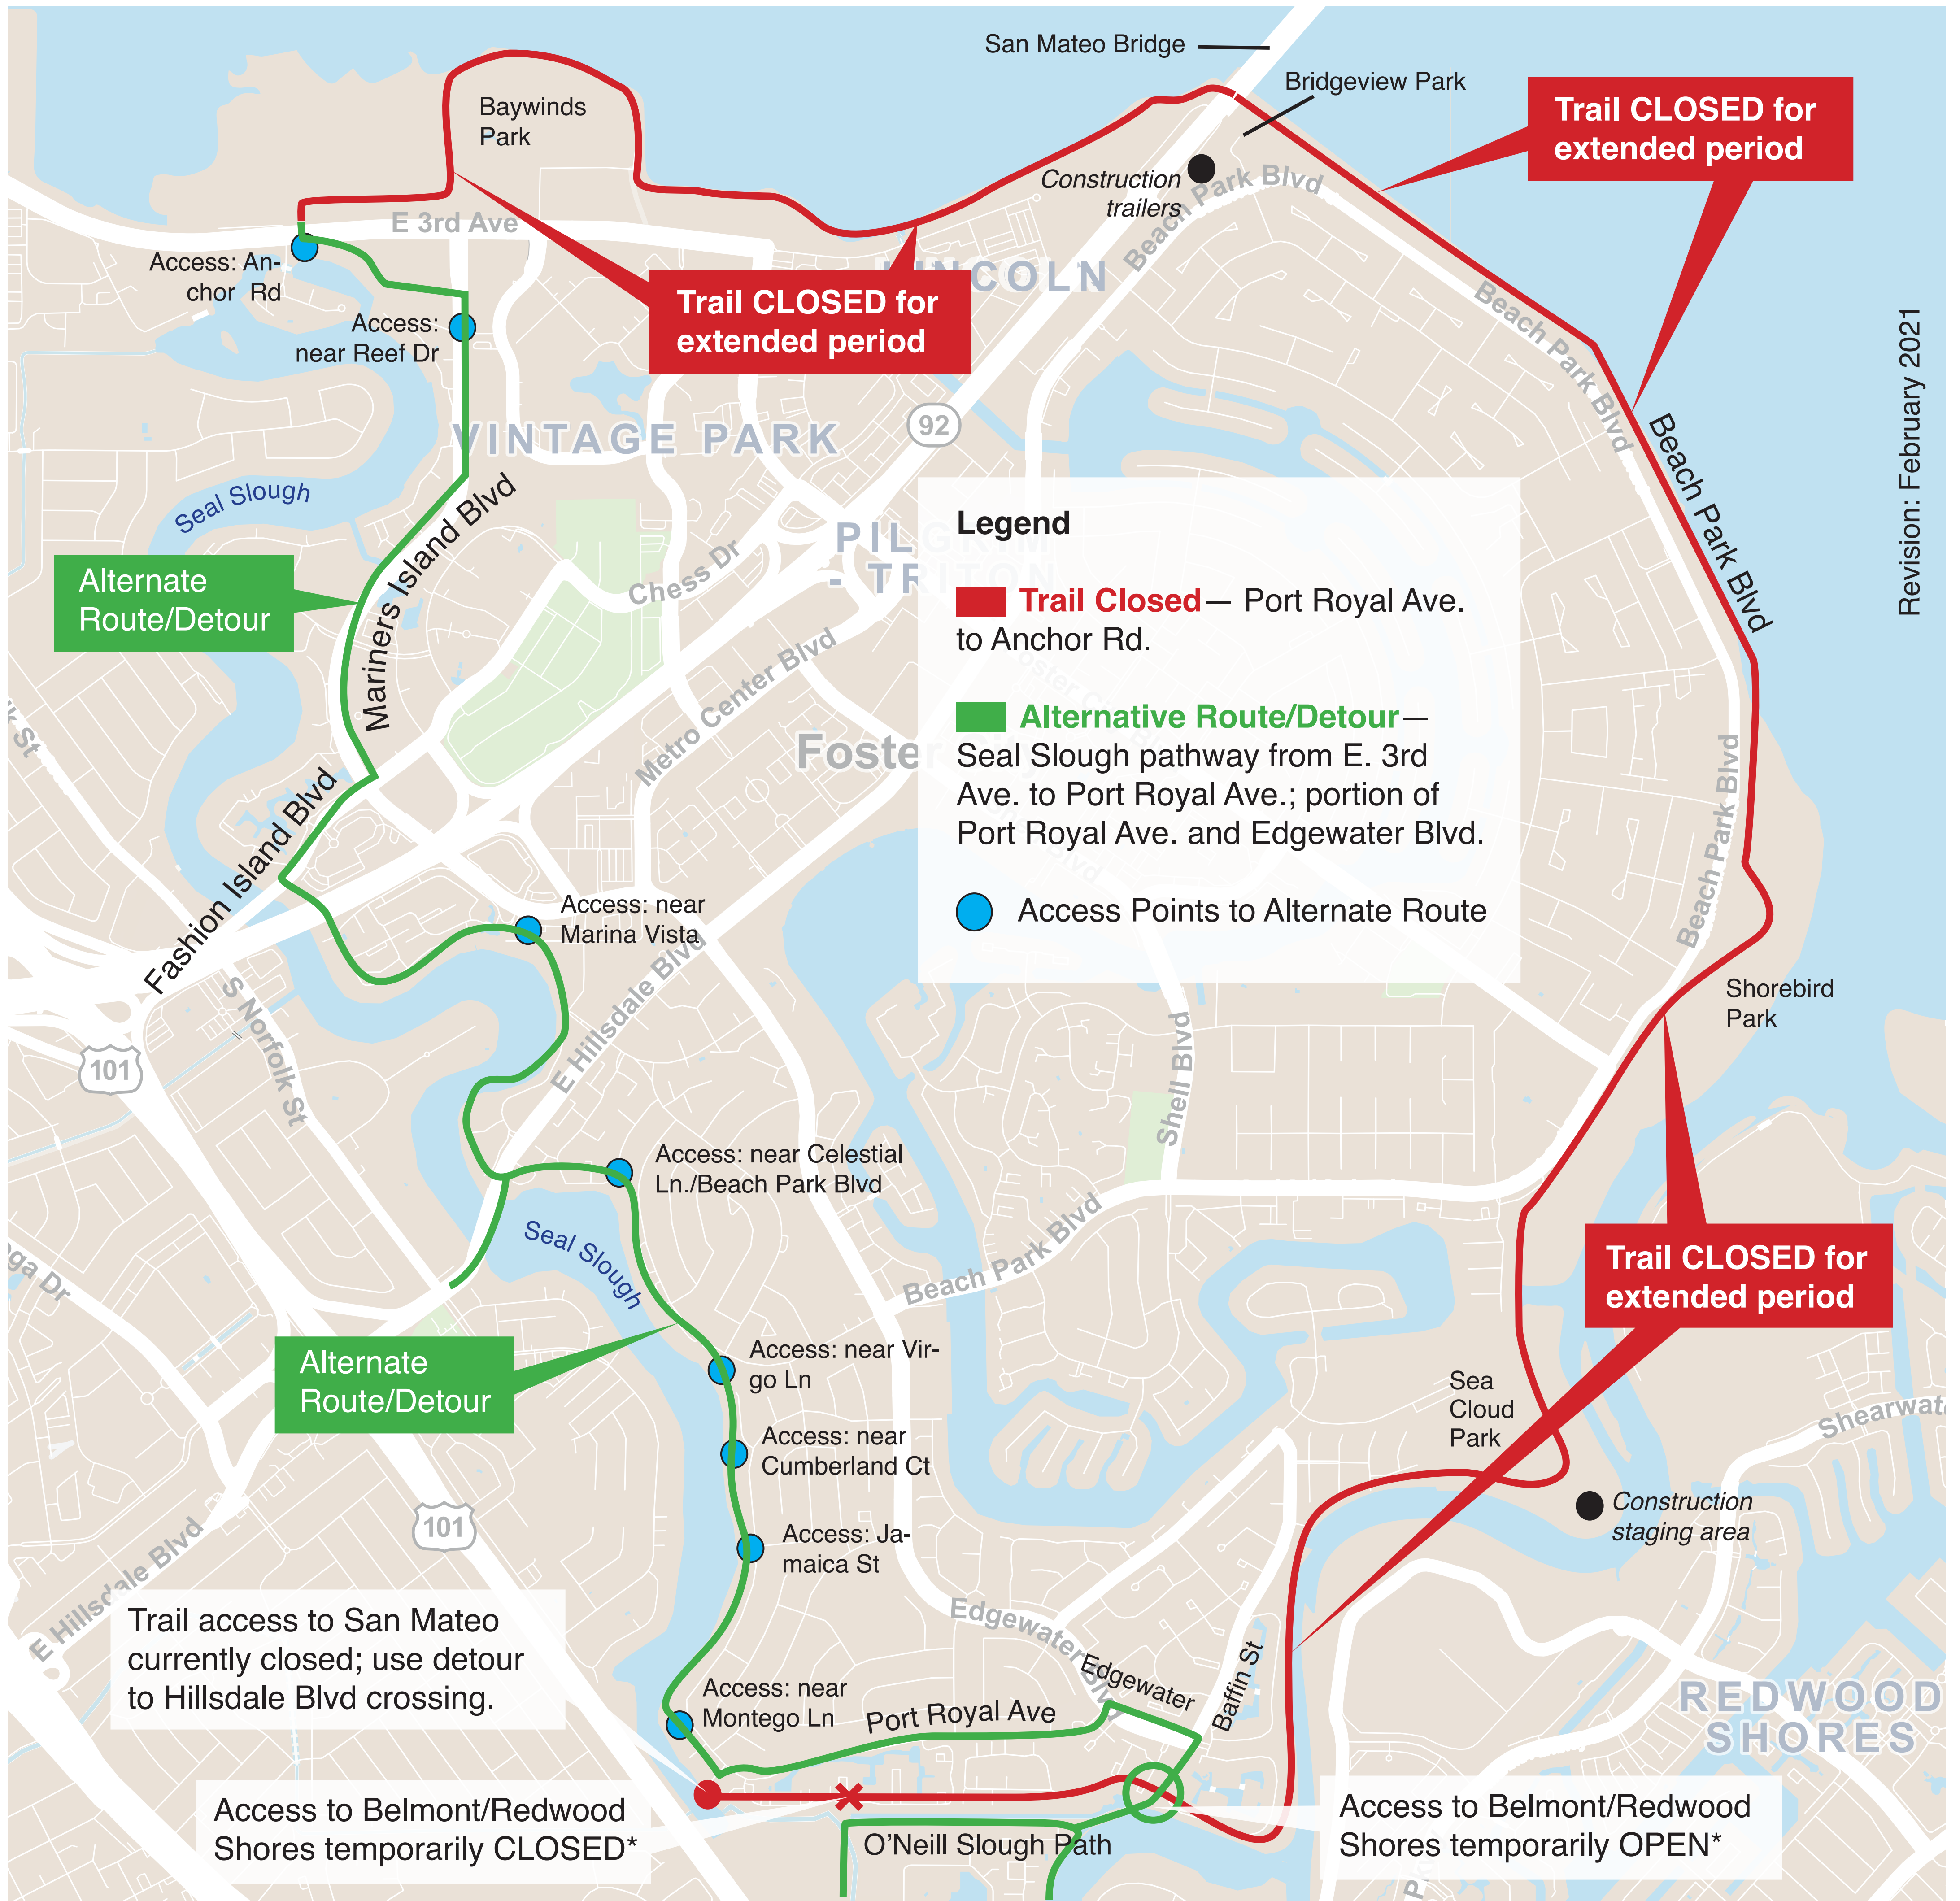 San Mateo Bridge
Bridgeview Park
Trail CLOSED for
extended period
Baywinds
Park
Construction
trailers
Beach Park Blvd
E 3rd Ave
Access: An-
chor Rd
Trail CLOSED for
extended period
LINCOLN
Access:
near Reef Dr
Beach Park Blvd
Beach Park Blvd
Revision: February 2021
VINTAGE PARK
92
Seal Slough
Mariners Island Blvd
Chess Dr
PILGRIM
- TRITON
Alternate
Route/Detour
Legend
Trail Closed— Port Royal Ave.
to Anchor Rd.
Alternative Route/Detour—
Seal Slough pathway from E. 3rd
Ave. to Port Royal Ave.; portion of
Port Royal Ave. and Edgewater Blvd.
Access Points to Alternate Route
Metro Center Blvd
Foster
Beach Park Blvd
Fashion Island Blvd
Access: near
Marina Vista
S Norfolk St
E Hillsdale Blvd
101
Shorebird
Park
Shell Blvd
Access: near Celestial
Ln./Beach Park Blvd
Seal Slough
Beach Park Blvd
Trail CLOSED for
extended period
Alternate
Route/Detour
Access: near Vir-
go Ln
Sea
Cloud
Park
Access: near
Cumberland Ct
Shearwat
101
Construction
staging area
Access: Ja-
maica St
E Hillsdale Blvd
Trail access to San Mateo
currently closed; use detour
to Hillsdale Blvd crossing.
Edgewater Blvd
Edgewater
Baffin St
Access: near
Montego Ln
Port Royal Ave
REDWOOD
SHORES
Access to Belmont/Redwood
Shores temporarily CLOSED*
O'Neill Slough Path
Access to Belmont/Redwood
Shores temporarily OPEN*